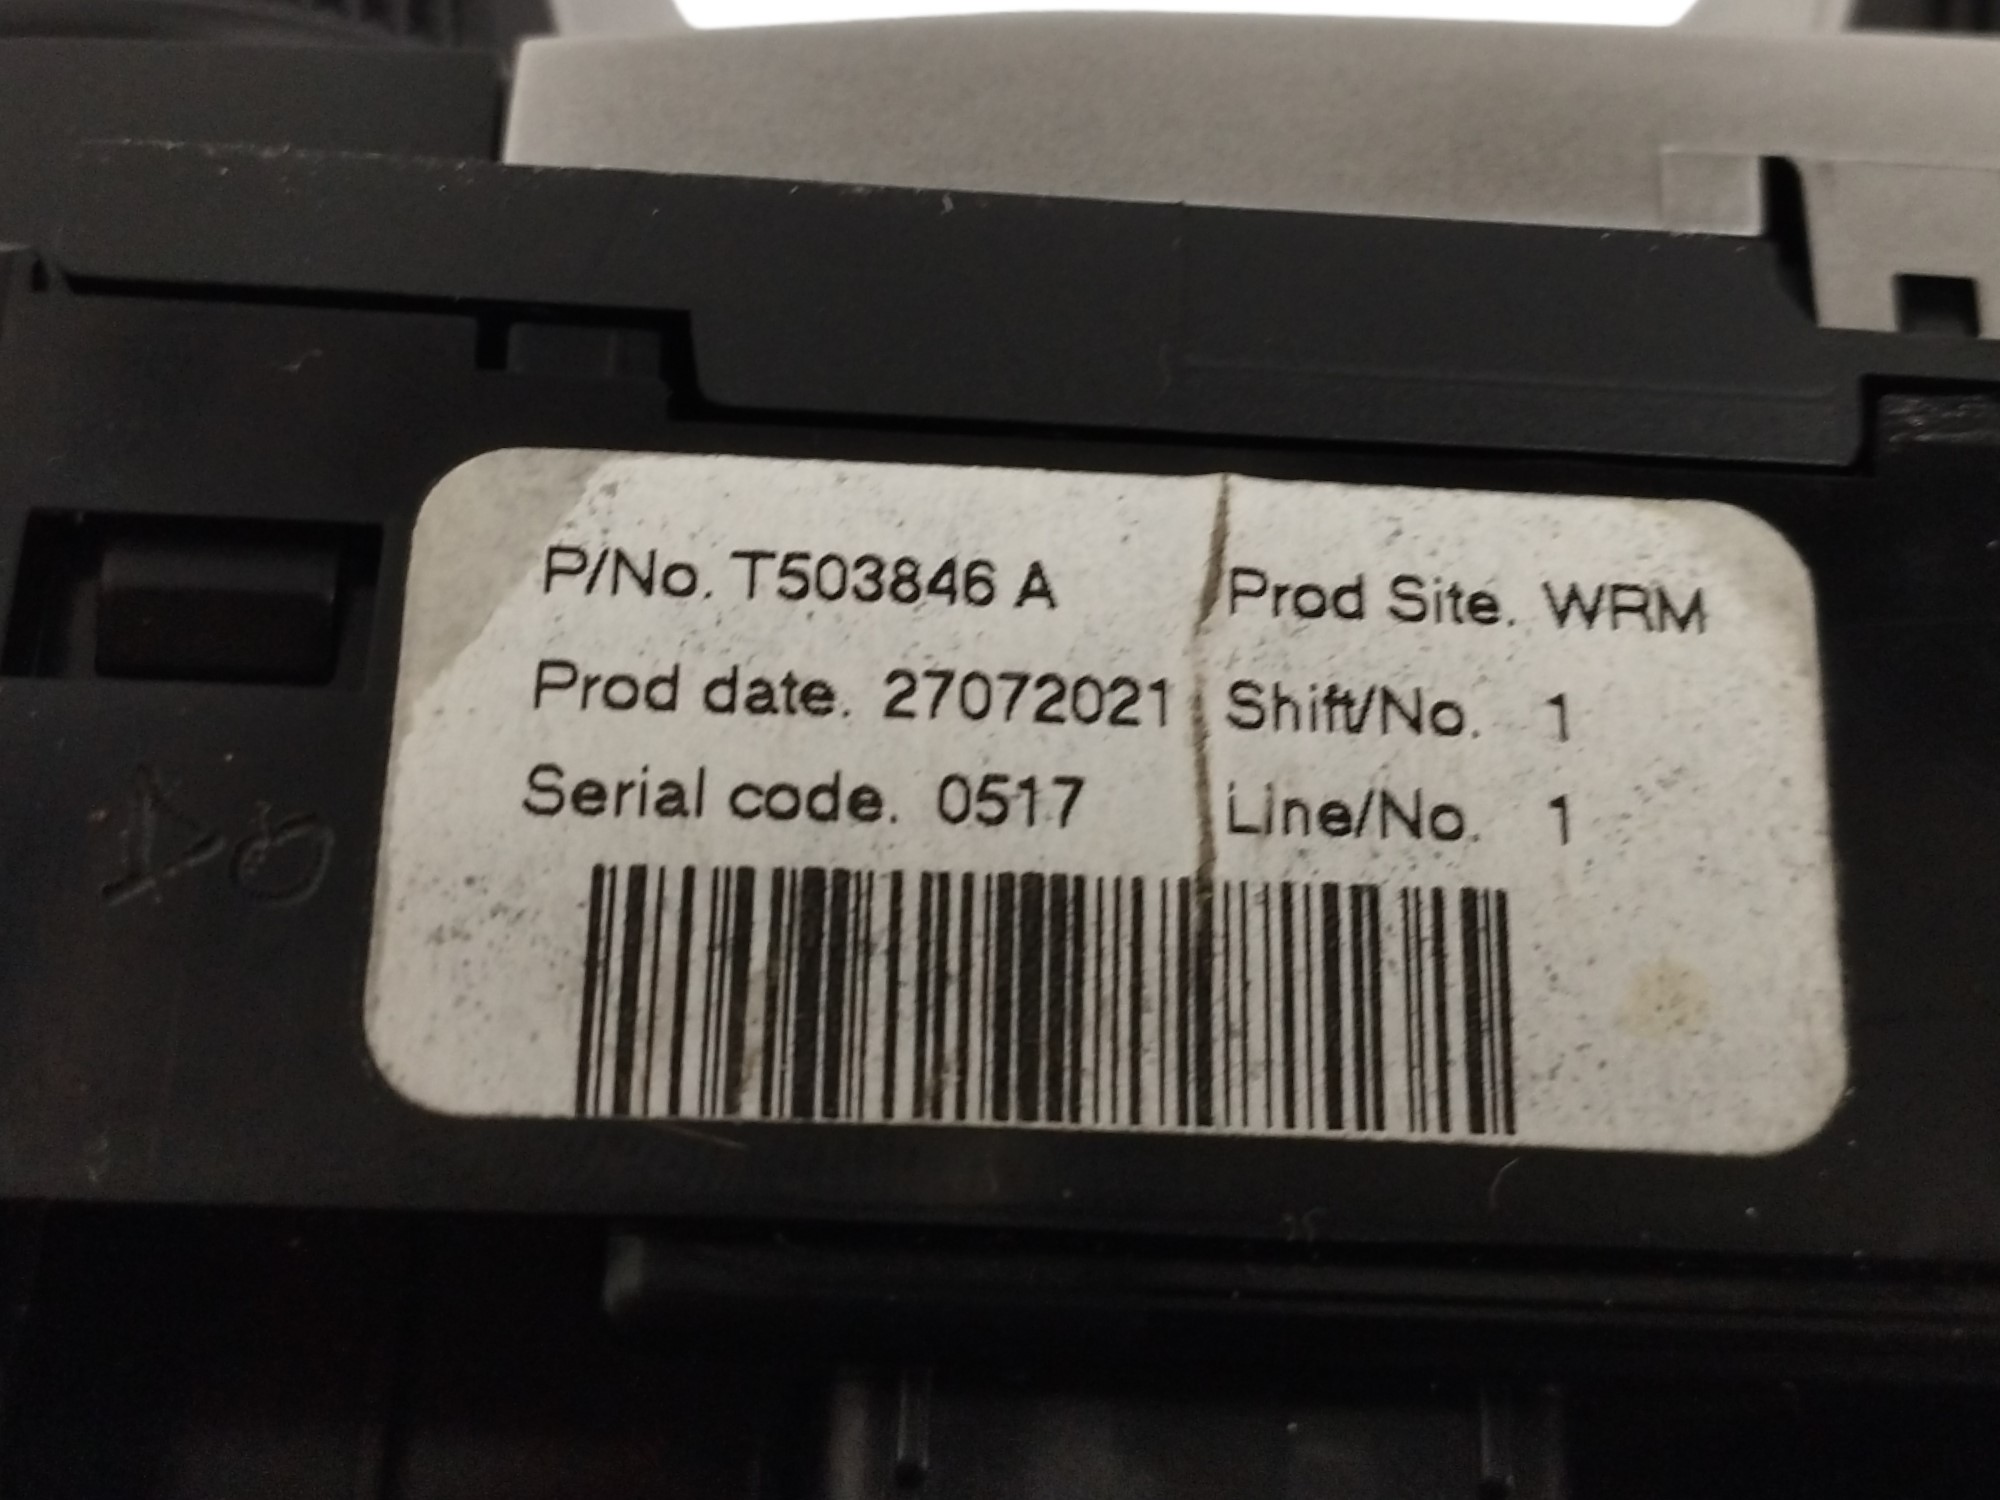 P/No. T503846 A Prod Site. WRM
Prod date. 27072021 Shift/No. 1
Serial code. 0517 Line/No. 1